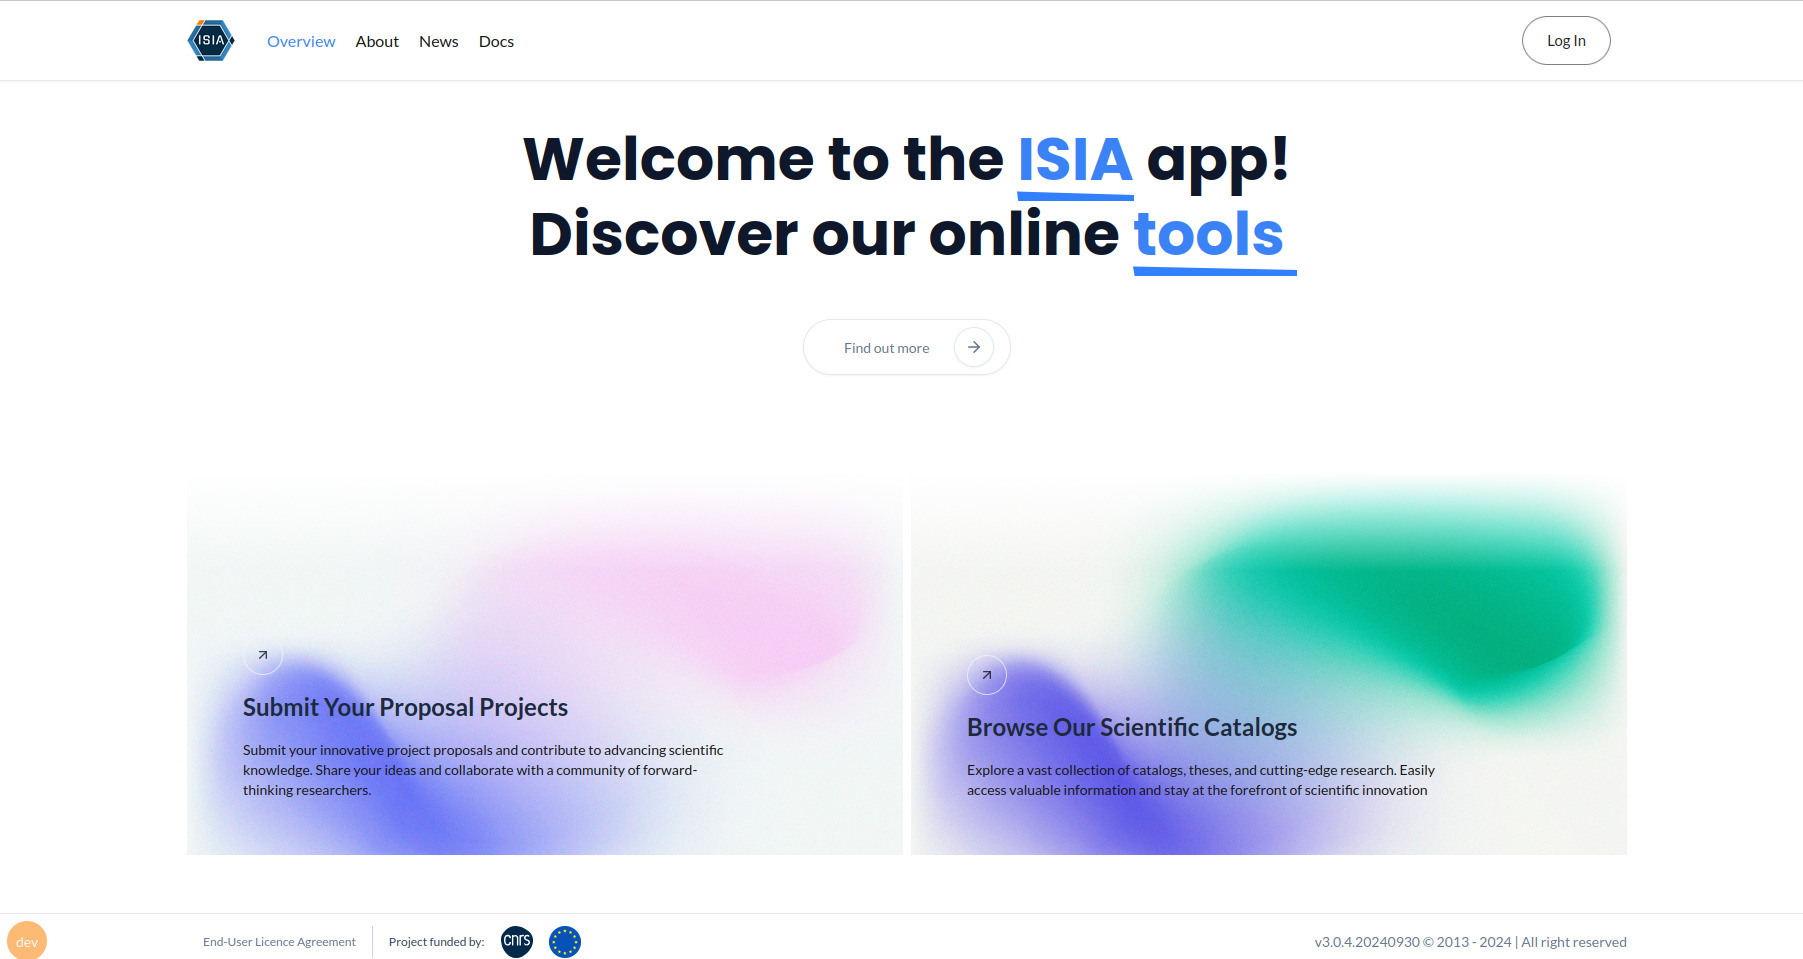 ISIA
Overview
About
News
Docs
Log In
Welcome to the ISIA app!
Discover our online tools
Find out more
Submit Your Proposal Projects
Submit your innovative project proposals and contribute to advancing scientific
knowledge. Share your ideas and collaborate with a community of forward-
thinking researchers.
Browse Our Scientific Catalogs
Explore a vast collection of catalogs, theses, and cutting-edge research. Easily
access valuable information and stay at the forefront of scientific innovation
dev
End-User Licence Agreement
Project funded by:
cnrs
v3.0.4.20240930 © 2013 - 2024 | All right reserved